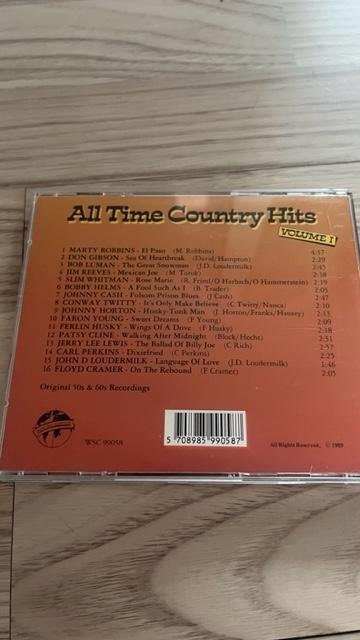 All Time Country Hits
VOLUME I
1 MARTY ROBBINS - El Paso (M. Robbins) 4:37
2 DON GIBSON - Sea Of Heartbreak (David/Hampton) 2:29
3 BOB LUMAN - The Great Snowman (J.D. Loudermilk) 2:45
4 JIM REEVES - Mexican Joe (M. Torok) 2:38
5 SLIM WHITMAN - Rose Marie (R. Friml/O Harbach/O Hammerstein) 2:19
6 BOBBY HELMS - A Fool Such As I (B. Trader) 2:05
7 JOHNNY CASH - Folsom Prison Blues (J Cash) 2:47
8 CONWAY TWITTY - It's Only Make Believe (C Twitty/Nance) 2:10
9 JOHNNY HORTON - Honky-Tonk Man (J. Horton/Franks/Hausey) 2:13
10 FARON YOUNG - Sweet Dreams (F Young) 2:09
11 FERLIN HUSKY - Wings Of A Dove (F Husky) 2:18
12 PATSY CLINE - Walking After Midnight (Block/Hecht) 2:31
13 JERRY LEE LEWIS - The Ballad Of Billy Joe (C Rich) 2:37
14 CARL PERKINS - Dixiefried (C Perkins) 2:25
15 JOHN D LOUDERMILK - Language Of Love (J.D. Loudermilk) 1:46
16 FLOYD CRAMER - On The Rebound (F Cramer) 2:05
Original 50s & 60s Recordings
WSC 99058
5 708985 990587
All Rights Reserved, © 1989